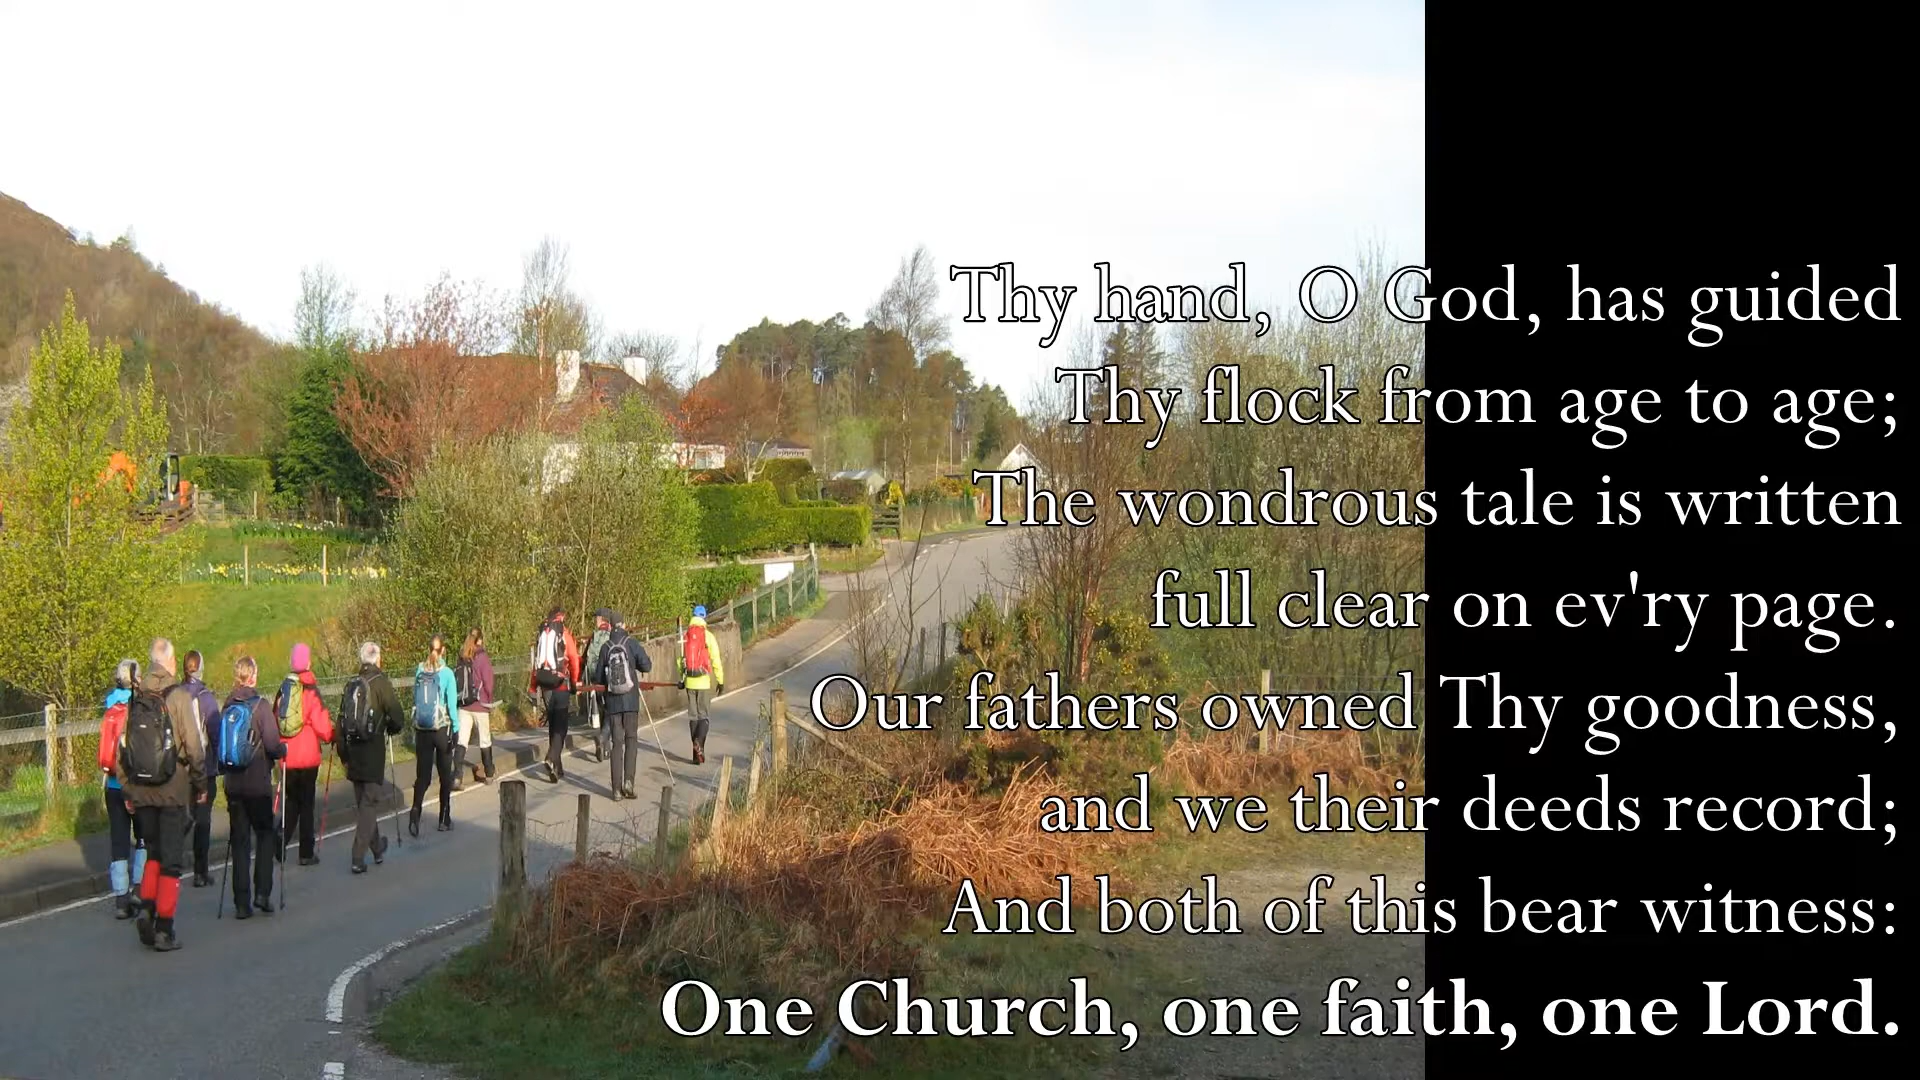 Thy hand, O God, has guided
Thy flock from age to age;
The wondrous tale is written
full clear on ev'ry page.
Our fathers owned Thy goodness,
and we their deeds record;
And both of this bear witness:
One Church, one faith, one Lord.